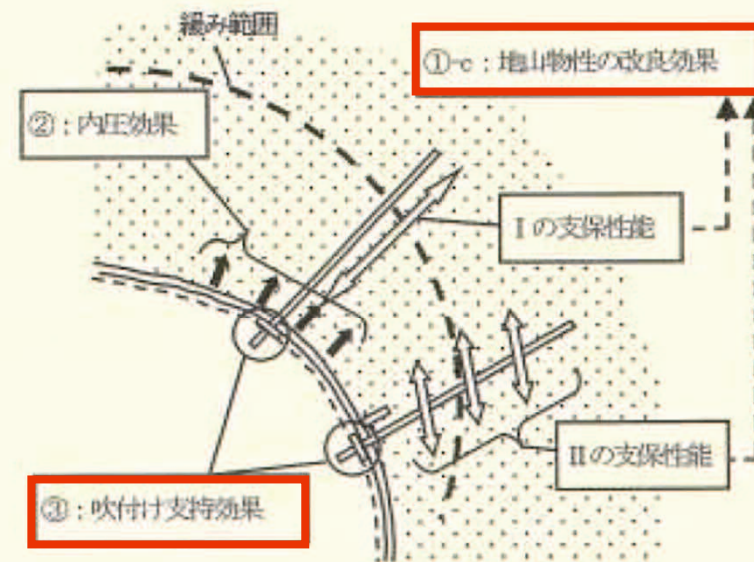 緩み範囲
①-c：地山物性の改良効果
②：内圧効果
Ⅰの支保性能
Ⅱの支保性能
③：吹付け支持効果